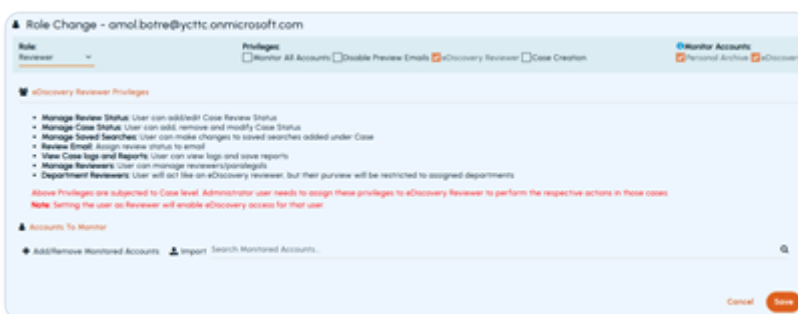 Role Change - amol.botre@ycttc.onmicrosoft.com
Role: Privileges: Monitor Accounts:
Reviewer Monitor All Accounts Disable Preview Emails eDiscovery Reviewer Case Creation Personal Archive eDiscovery
eDiscovery Reviewer Privileges
Manage Review Status: User can add/edit Case Review Status
Manage Case Status: User can add, remove and modify Case Status
Manage Saved Searches: User can make changes to saved searches added under Case
Review Email: Assign review status to email
View Case logs and Reports: User can view logs and save reports
Manage Reviewers: User can manage reviewers/paralegals
Department Reviewers: User will act like an eDiscovery reviewer, but their purview will be restricted to assigned departments
Above Privileges are subjected to Case level. Administrator user needs to assign these privileges to eDiscovery Reviewer to perform the respective actions in those cases
Note: Setting the user as Reviewer will enable eDiscovery access for that user.
Accounts To Monitor
Add/Remove Monitored Accounts Import Search Monitored Accounts...
Cancel Save